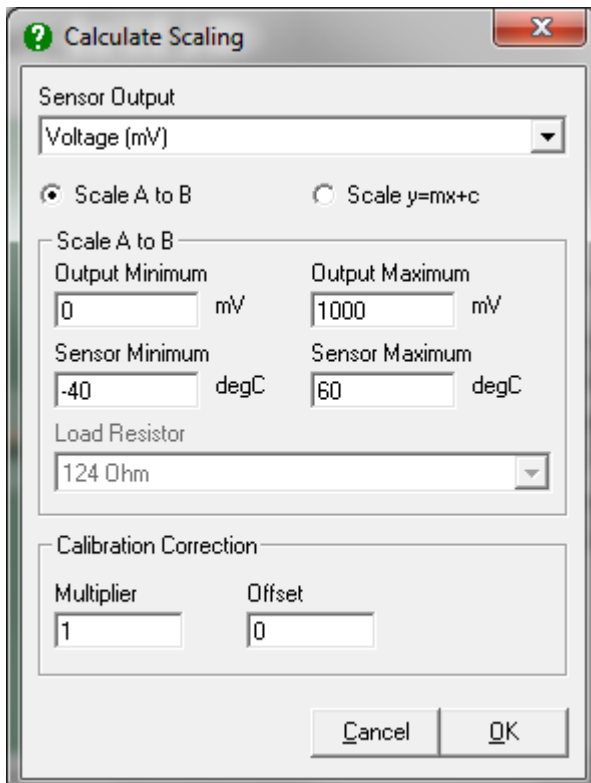 Calculate Scaling
Sensor Output
Voltage (mV)
Scale A to B
Scale y=mx+c
Scale A to B
Output Minimum
Output Maximum
0 mV
1000 mV
Sensor Minimum
Sensor Maximum
-40 degC
60 degC
Load Resistor
124 Ohm
Calibration Correction
Multiplier
Offset
1
0
Cancel
OK